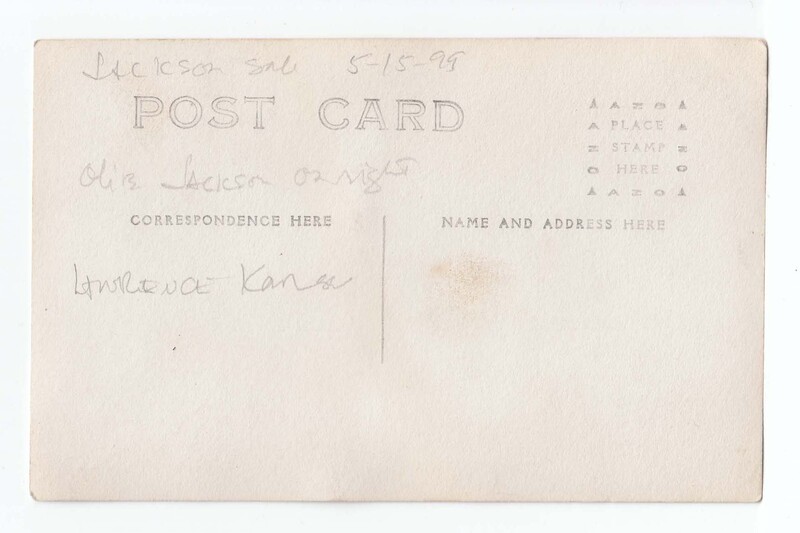 Jackson Sale 5-15-99
POST CARD
▲ A Z O ▲
PLACE
STAMP
HERE
▲ A Z O ▲
Jackson on right
CORRESPONDENCE HERE
NAME AND ADDRESS HERE
LAWRENCE Kansas